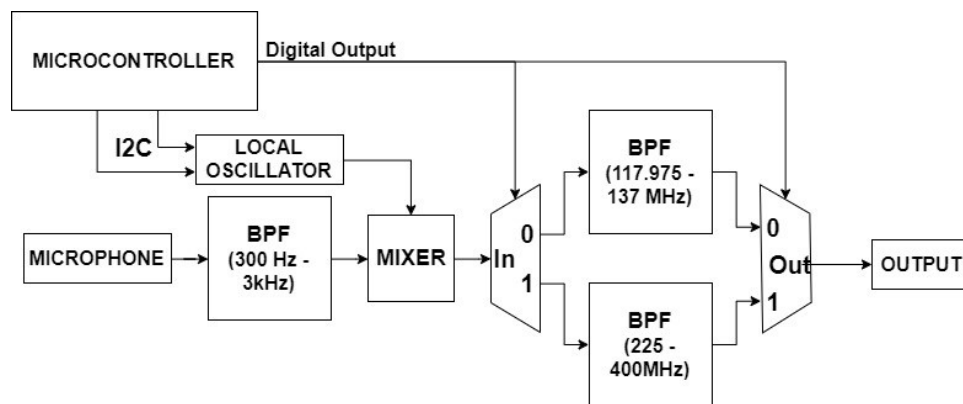 MICROCONTROLLER
Digital Output
I2C
LOCAL
OSCILLATOR
MICROPHONE
BPF
(300 Hz -
3kHz)
MIXER
In
0
1
BPF
(117.975 -
137 MHz)
BPF
(225 -
400MHz)
0
Out
1
OUTPUT